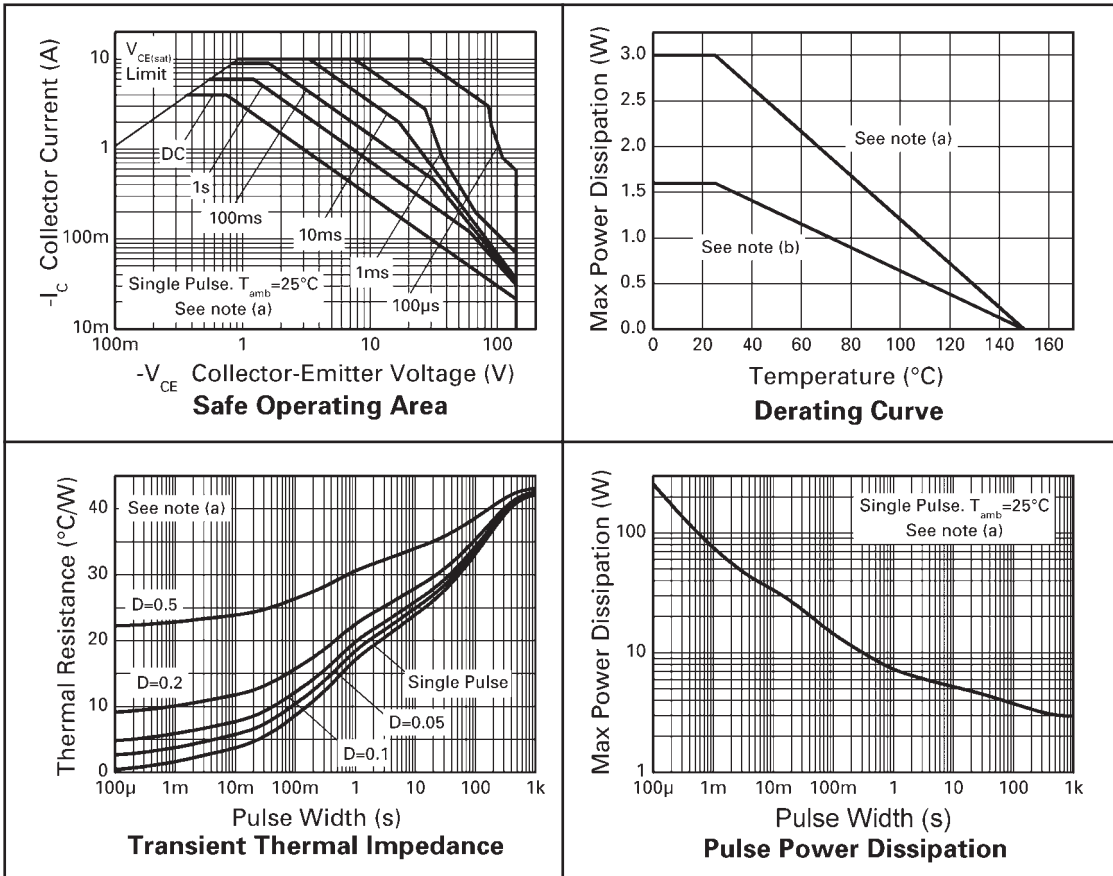 -I_C Collector Current (A)
10
1
100m
10m
V_CE(sat)
Limit
DC
1s
100ms
10ms
1ms
100µs
Single Pulse. T_amb=25°C
See note (a)
100m 1 10 100
-V_CE Collector-Emitter Voltage (V)
Safe Operating Area
Max Power Dissipation (W)
3.0
2.5
2.0
1.5
1.0
0.5
0.0
See note (a)
See note (b)
0 20 40 60 80 100 120 140 160
Temperature (°C)
Derating Curve
Thermal Resistance (°C/W)
40
30
20
10
0
See note (a)
D=0.5
D=0.2
Single Pulse
D=0.05
D=0.1
100µ 1m 10m 100m 1 10 100 1k
Pulse Width (s)
Transient Thermal Impedance
Max Power Dissipation (W)
100
10
1
Single Pulse. T_amb=25°C
See note (a)
100µ 1m 10m 100m 1 10 100 1k
Pulse Width (s)
Pulse Power Dissipation